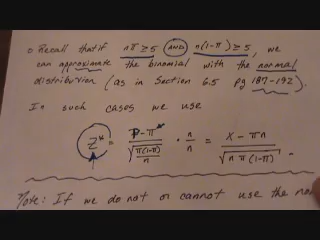 o Recall that if nπ ≥ 5 AND n(1-π) ≥ 5, we
can approximate the binomial with the normal
distribution (as in Section 6.5 pg 187-192).
In such cases we use
Z* = p-π / √(π(1-π)/n) · n/n = X - πn / √(nπ(1-π)) .
Note: If we do not or cannot use the no